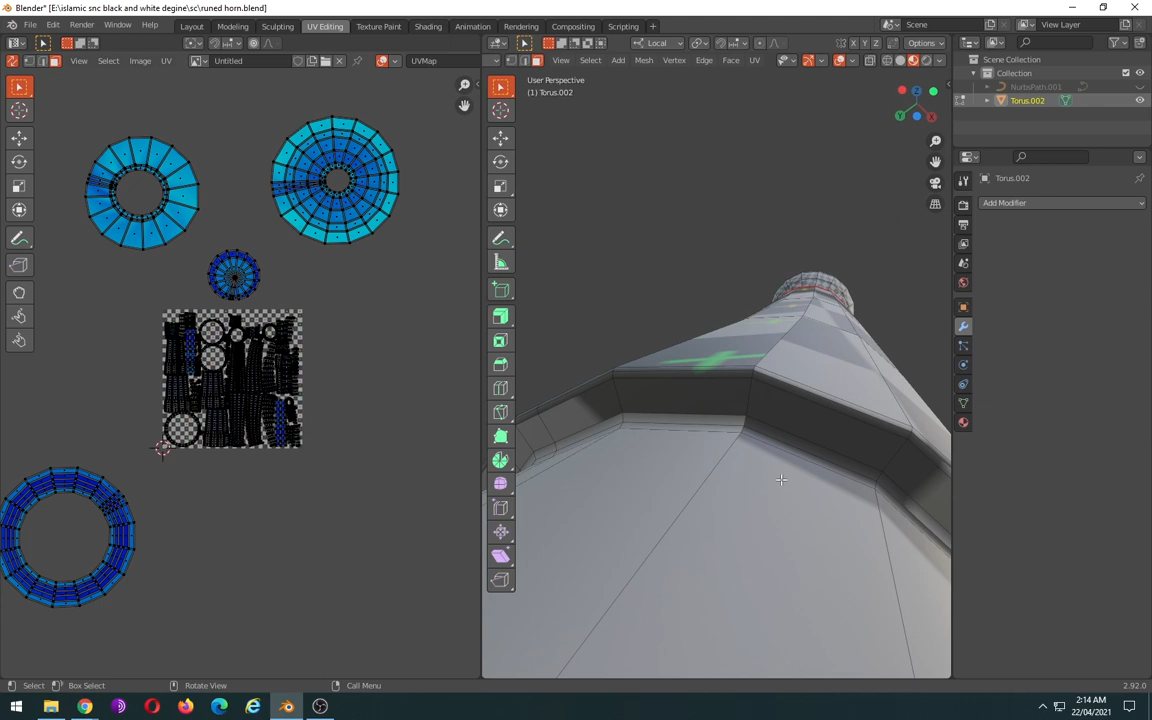 Blender* [E:\islamic snc black and white degine\sc\runed horn.blend]
File Edit Render Window Help
Layout Modeling Sculpting UV Editing Texture Paint Shading Animation Rendering Compositing Scripting +
Scene
View Layer
Local
X Y Z
Options
View Select Image UV
Untitled
UVMap
View Select Add Mesh Vertex Edge Face UV
User Perspective
(1) Torus.002
Z
Y
X
Scene Collection
Collection
NurbsPath.001
Torus.002
Torus.002
Add Modifier
Select Box Select Rotate View Call Menu 2.92.0
2:14 AM
22/04/2021